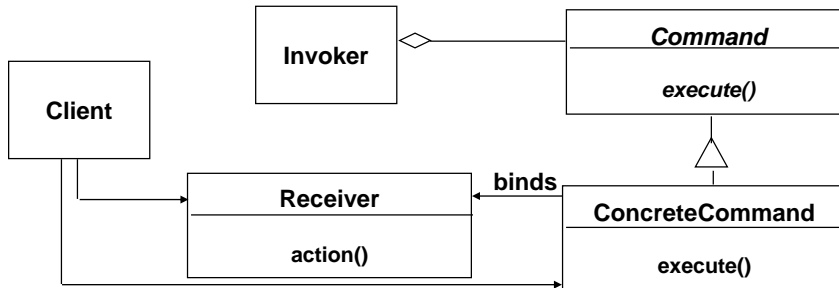 Command
Invoker
execute()
Client
binds
Receiver
ConcreteCommand
action()
execute()